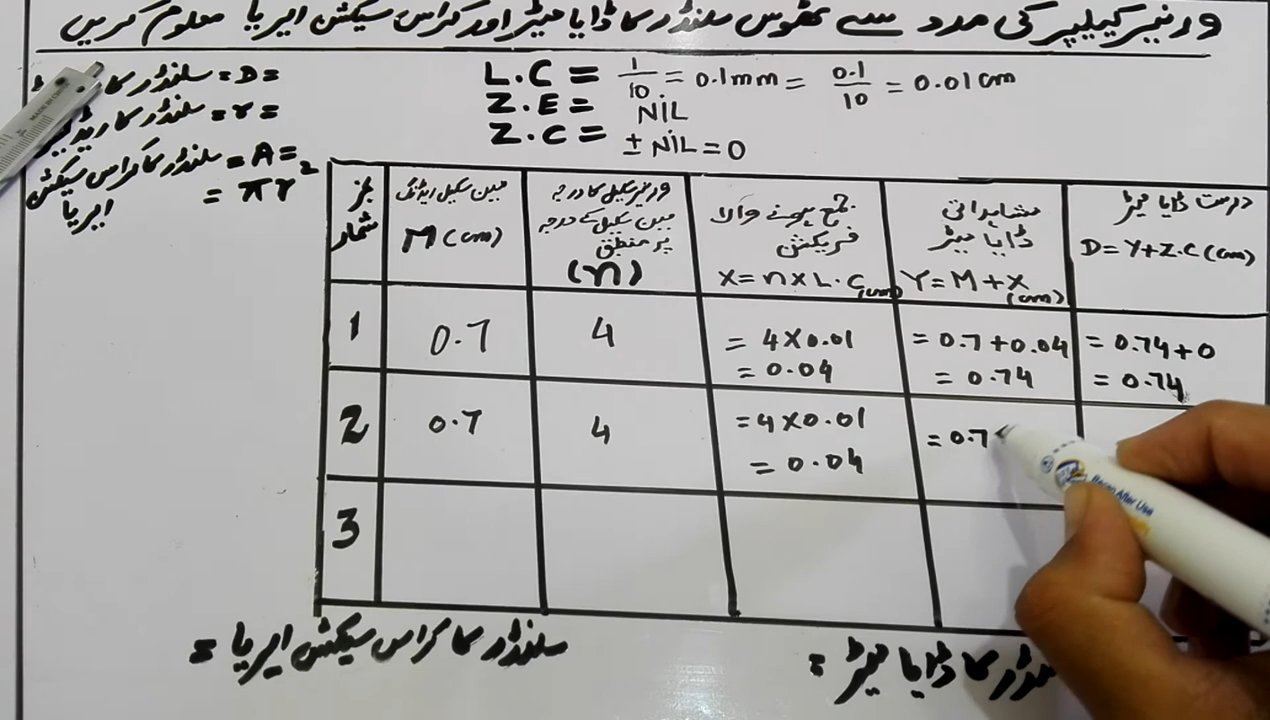 ورنیر کیلیپر کی مدد سے ٹھوس سلنڈر کا ڈایا میٹر اور کراس سیکشن ایریا معلوم کریں
سلنڈر کا = D =
سلنڈر کا ریڈ = r =
سلنڈر کا کراس سیکشن = A =
ایریا = πr²
L.C = 1/10 = 0.1mm = 0.1/10 = 0.01cm
Z.E = NiL
Z.C = ± NiL = 0
نمبر شمار
مین سکیل ریڈنگ
M (cm)
ورنیر سکیل کا درجہ
مین سکیل کے درجہ
پر منطبق
(n)
جمع ہونے والا
فریکشن
X = n x L.C (cm)
مشاہداتی
ڈایا میٹر
Y = M + X (cm)
درست ڈایا میٹر
D = Y + Z.C (cm)
1 0.7 4 = 4 X 0.01 = 0.7 + 0.04 = 0.74 + 0
= 0.04 = 0.74 = 0.74
2 0.7 4 = 4 X 0.01 = 0.7
= 0.04
3
سلنڈر کا کراس سیکشن ایریا =
کا ڈایا میٹر =